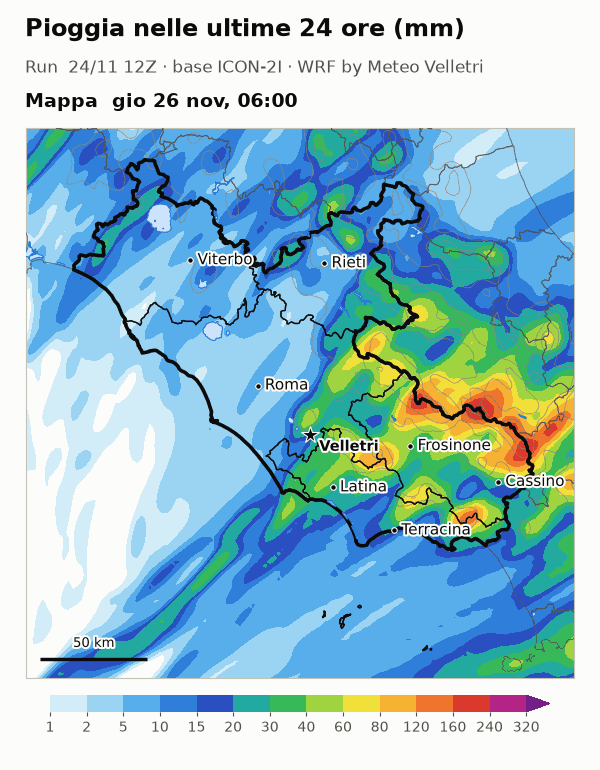 Pioggia nelle ultime 24 ore (mm)
Run  24/11 12Z · base ICON-2I · WRF by Meteo Velletri
Mappa  gio 26 nov, 06:00
Viterbo
Rieti
Roma
Velletri
Frosinone
Cassino
Latina
Terracina
50 km
1 2 5 10 15 20 30 40 60 80 120 160 240 320